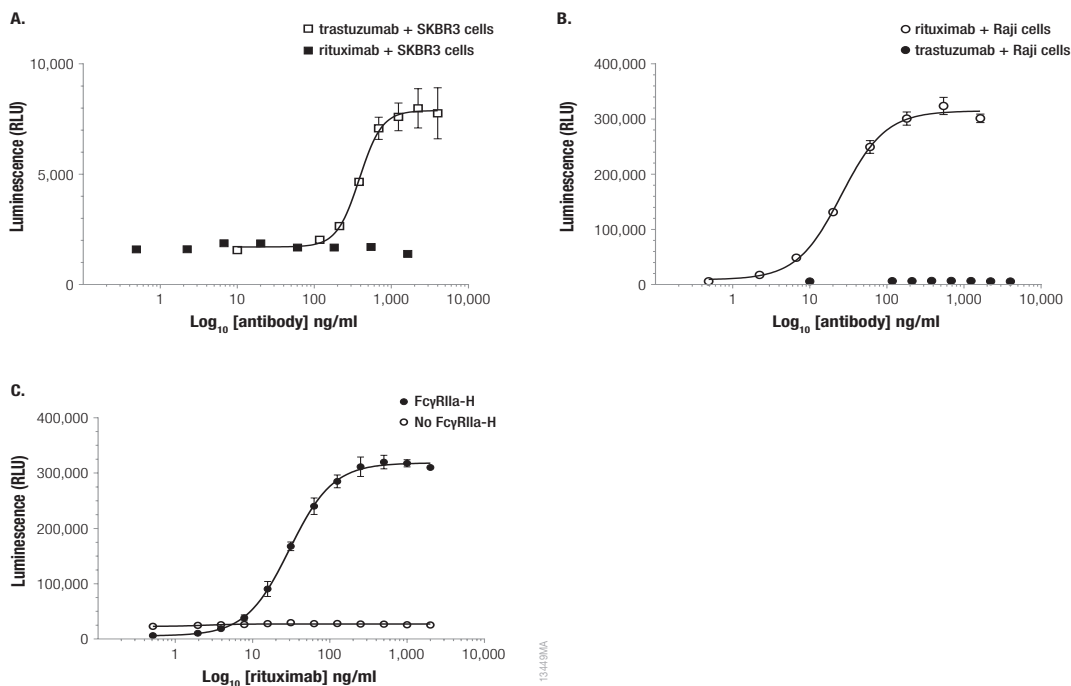 A.
trastuzumab + SKBR3 cells
rituximab + SKBR3 cells
10,000
5,000
0
Luminescence (RLU)
1 10 100 1,000 10,000
Log10 [antibody] ng/ml
B.
rituximab + Raji cells
trastuzumab + Raji cells
400,000
300,000
200,000
100,000
0
Luminescence (RLU)
1 10 100 1,000 10,000
Log10 [antibody] ng/ml
C.
FcγRIIa-H
No FcγRIIa-H
400,000
300,000
200,000
100,000
0
Luminescence (RLU)
1 10 100 1,000 10,000
Log10 [rituximab] ng/ml
13449MA